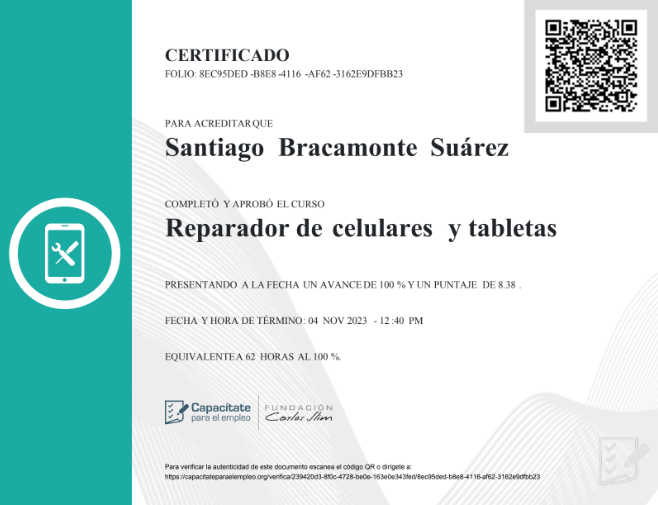 CERTIFICADO
FOLIO: 8EC95DED -B8E8 -4116 -AF62 -3162E9DFBB23
PARA ACREDITAR QUE
Santiago Bracamonte Suárez
COMPLETÓ Y APROBÓ EL CURSO
Reparador de celulares y tabletas
PRESENTANDO A LA FECHA UN AVANCE DE 100 % Y UN PUNTAJE DE 8.38 .
FECHA Y HORA DE TÉRMINO: 04 NOV 2023 - 12 :40 PM
EQUIVALENTE A 62 HORAS AL 100 %.
Capacítate
para el empleo
FUNDACIÓN
Carlos Slim
Para verificar la autenticidad de este documento escanea el código QR o dirígete a:
https://capacitateparaelempleo.org/verifica/239420d3-8f0c-4728-be0e-163e0e343fed/8ec95ded-b8e8-4116-af62-3162e9dfbb23